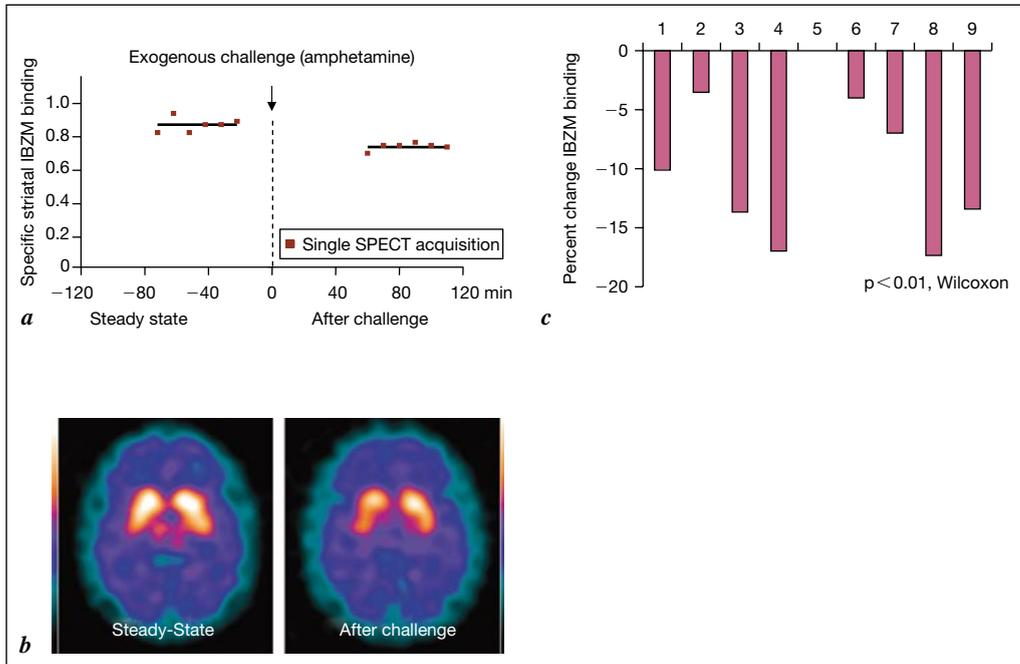 Exogenous challenge (amphetamine)
Specific striatal IBZM binding
1.0
0.8
0.6
0.4
0.2
0
−120 −80 −40 0 40 80 120 min
Single SPECT acquisition
a Steady state After challenge
1 2 3 4 5 6 7 8 9
Percent change IBZM binding
0
−5
−10
−15
−20
p<0.01, Wilcoxon
c
Steady-State After challenge
b